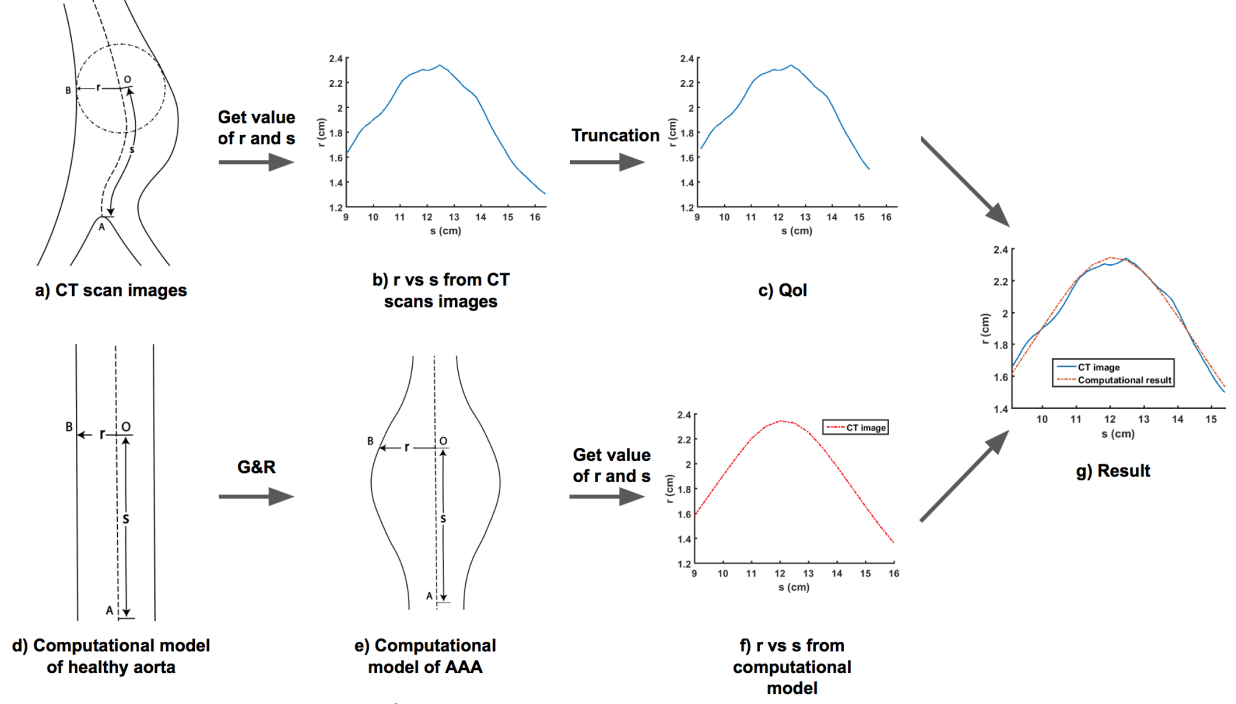 B
r
O
s
A
a) CT scan images
Get value
of r and s
2.4
2.2
2
1.8
1.6
1.4
1.2
r (cm)
9 10 11 12 13 14 15 16
s (cm)
b) r vs s from CT
scans images
Truncation
2.4
2.2
2
1.8
1.6
1.4
1.2
r (cm)
9 10 11 12 13 14 15 16
s (cm)
c) QoI
2.4
2.2
2
1.8
1.6
1.4
r (cm)
CT image
Computational result
10 11 12 13 14 15
s (cm)
g) Result
B
r
O
s
A
d) Computational model
of healthy aorta
G&R
B
r
O
s
A
e) Computational
model of AAA
Get value
of r and s
2.4
2.2
2
1.8
1.6
1.4
1.2
r (cm)
CT image
9 10 11 12 13 14 15 16
s (cm)
f) r vs s from
computational
model